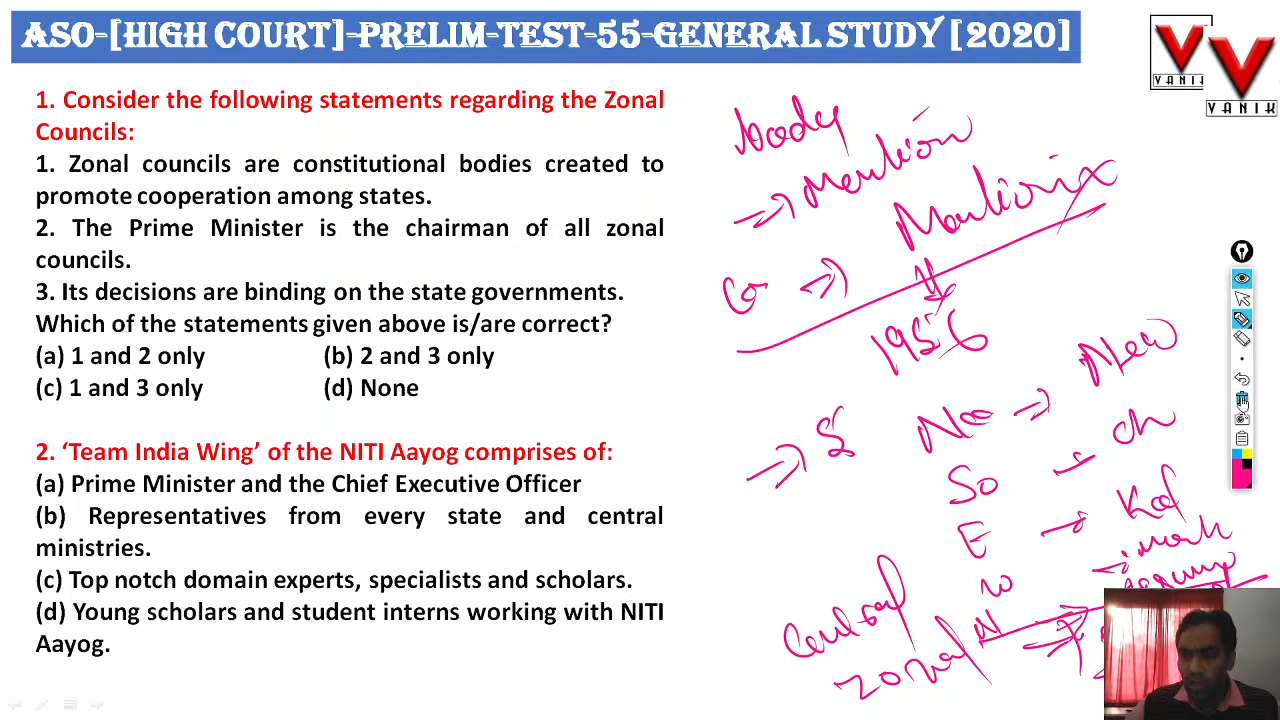 ASO-[HIGH COURT]-PRELIM-TEST-55-GENERAL STUDY [2020]
VANIK
VANIK
1. Consider the following statements regarding the Zonal
Councils:
1. Zonal councils are constitutional bodies created to
promote cooperation among states.
2. The Prime Minister is the chairman of all zonal
councils.
3. Its decisions are binding on the state governments.
Which of the statements given above is/are correct?
(a) 1 and 2 only (b) 2 and 3 only
(c) 1 and 3 only (d) None
2. ‘Team India Wing’ of the NITI Aayog comprises of:
(a) Prime Minister and the Chief Executive Officer
(b) Representatives from every state and central
ministries.
(c) Top notch domain experts, specialists and scholars.
(d) Young scholars and student interns working with NITI
Aayog.
body
Mention
1956
New
So
E
Central
zonal